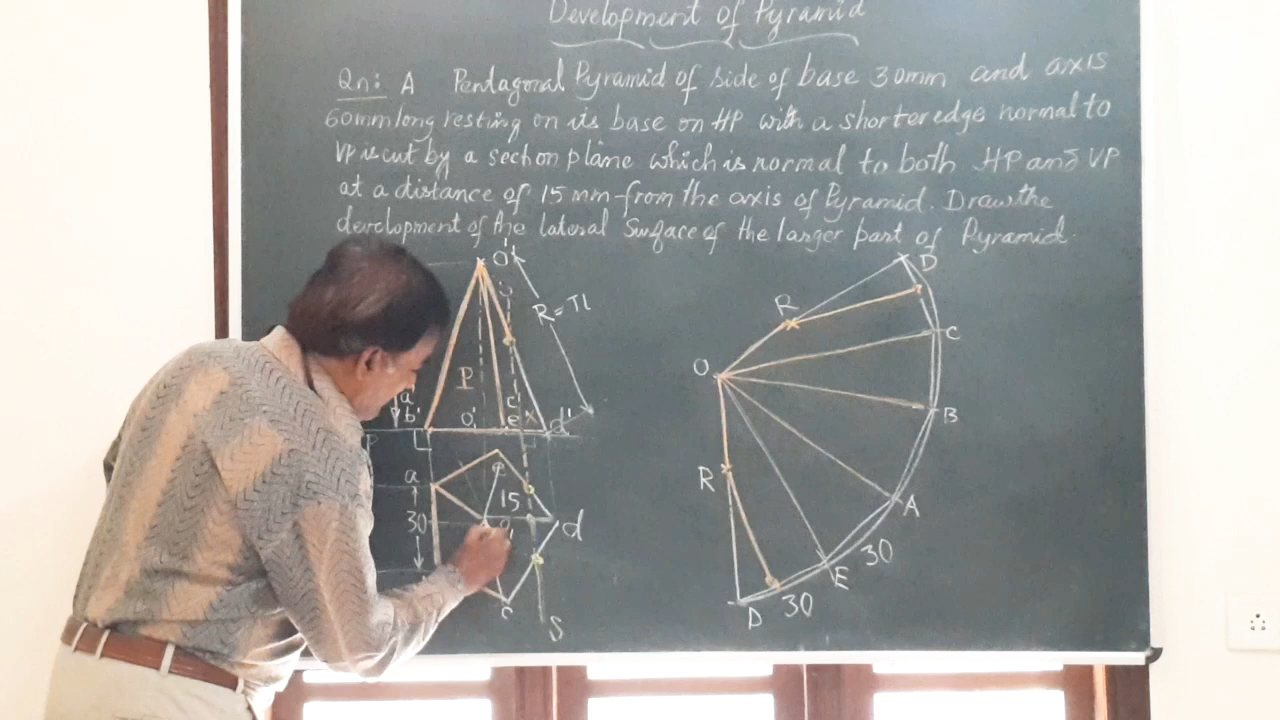 Development of Pyramid
Qn: A Pentagonal Pyramid of side of base 30mm and axis
60mm long resting on its base on HP with a shorter edge normal to
VP is cut by a section plane which is normal to both HP and VP
at a distance of 15 mm from the axis of Pyramid. Draw the
development of the lateral Surface of the larger part of Pyramid.
O'
R=TL
P
a'
b'
O'
c'
e
X
d'
P
a
e
15
30
d
c
S
D
R
C
O
B
R
A
30
E
30
D